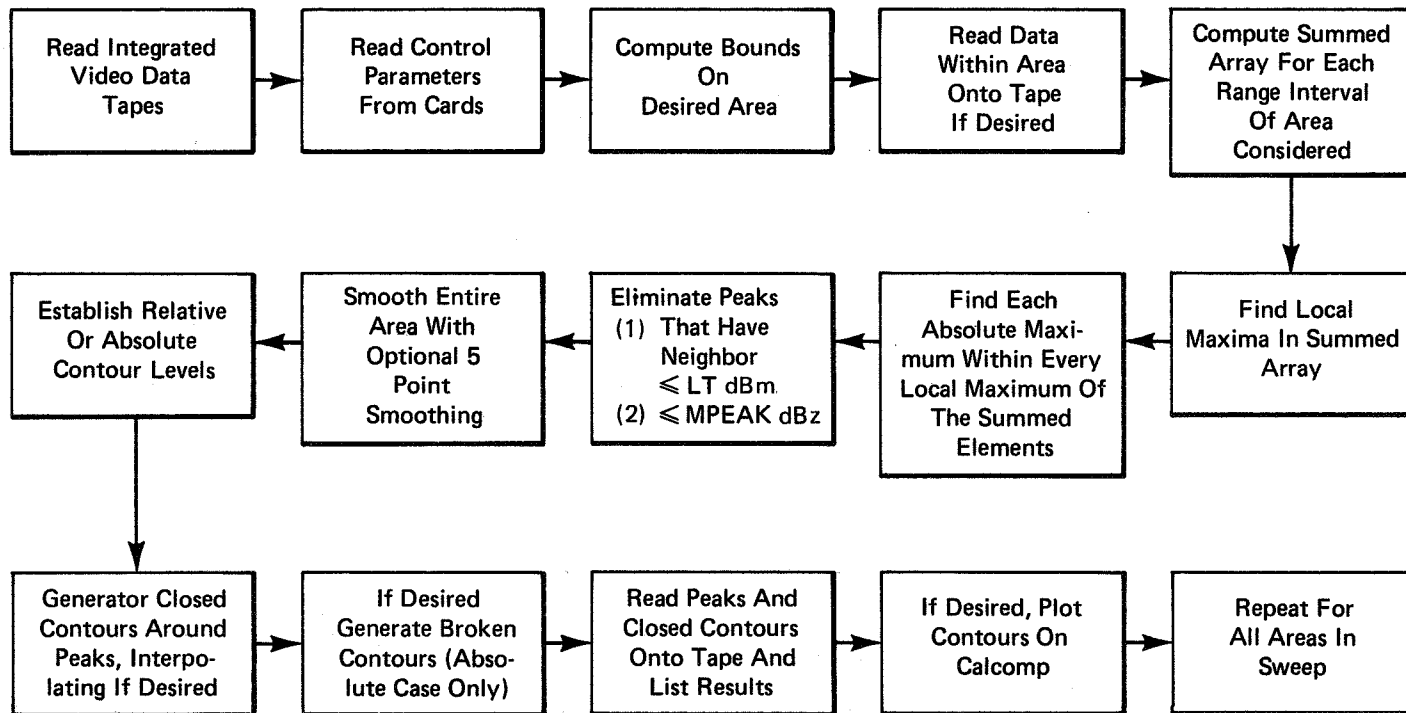 Read Integrated
Video Data
Tapes
Read Control
Parameters
From Cards
Compute Bounds
On
Desired Area
Read Data
Within Area
Onto Tape
If Desired
Compute Summed
Array For Each
Range Interval
Of Area
Considered
Find Local
Maxima In Summed
Array
Find Each
Absolute Maxi-
mum Within Every
Local Maximum Of
The Summed
Elements
Eliminate Peaks
(1) That Have
Neighbor
⩽ LT dBm
(2) ⩽ MPEAK dBz
Smooth Entire
Area With
Optional 5
Point
Smoothing
Establish Relative
Or Absolute
Contour Levels
Generator Closed
Contours Around
Peaks, Interpo-
lating If Desired
If Desired
Generate Broken
Contours (Abso-
lute Case Only)
Read Peaks And
Closed Contours
Onto Tape And
List Results
If Desired, Plot
Contours On
Calcomp
Repeat For
All Areas In
Sweep